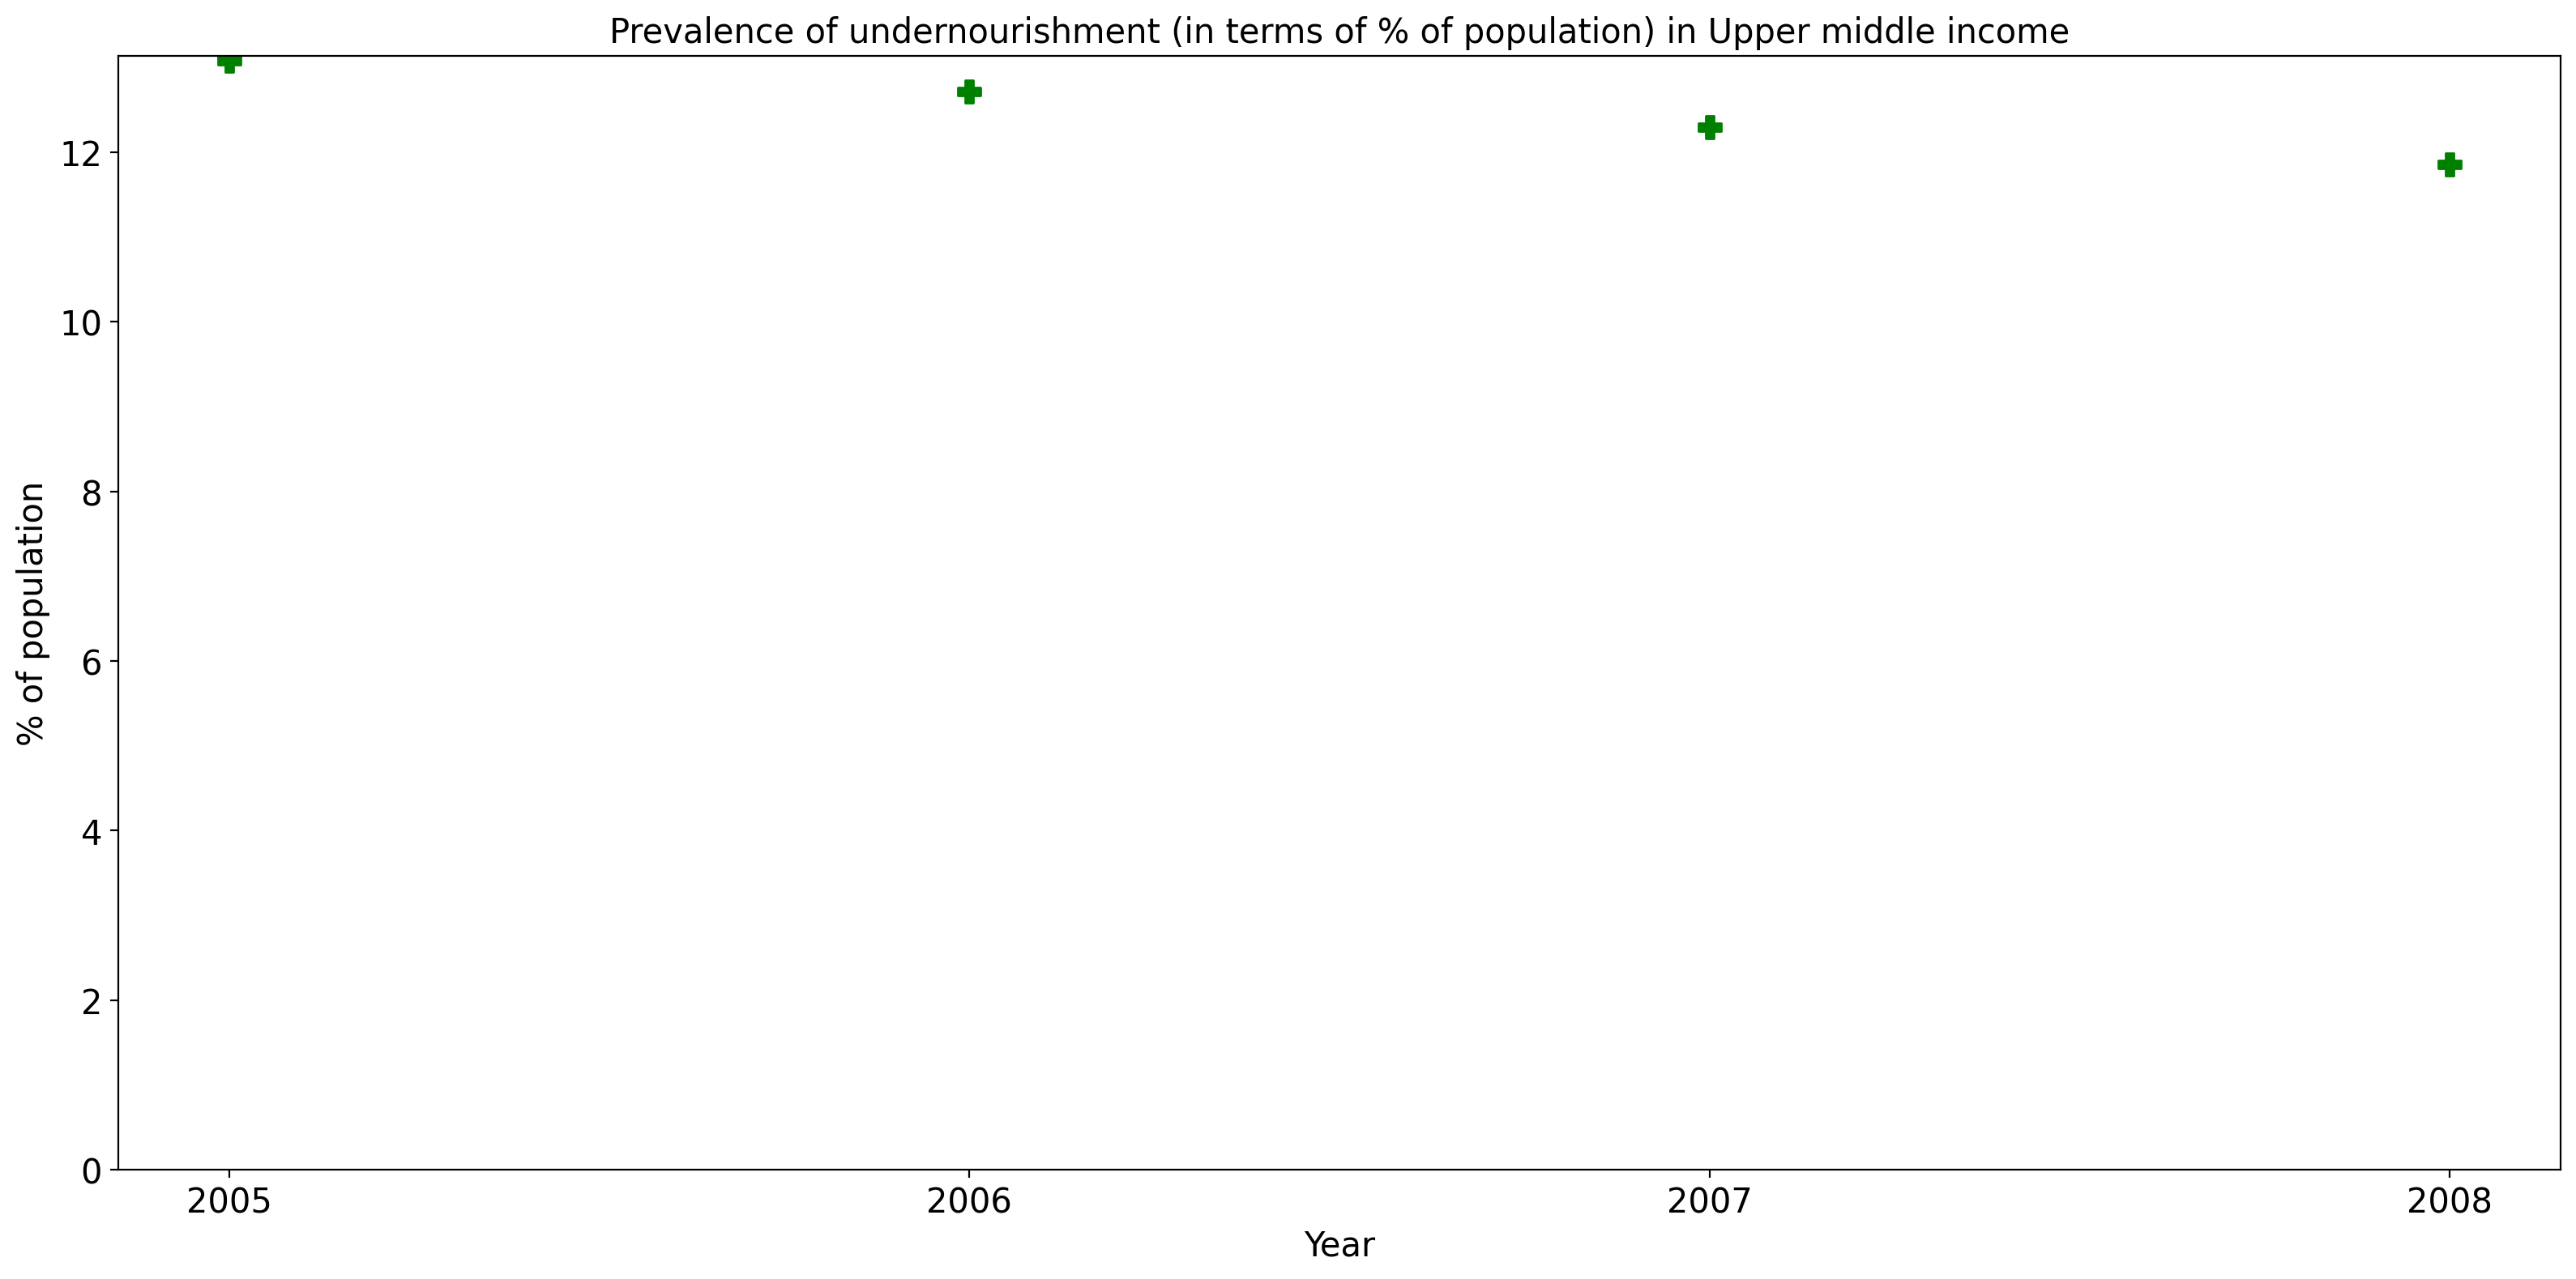 Prevalence of undernourishment (in terms of % of population) in Upper middle income
% of population
12
10
8
6
4
2
0
2005 2006 2007 2008
Year